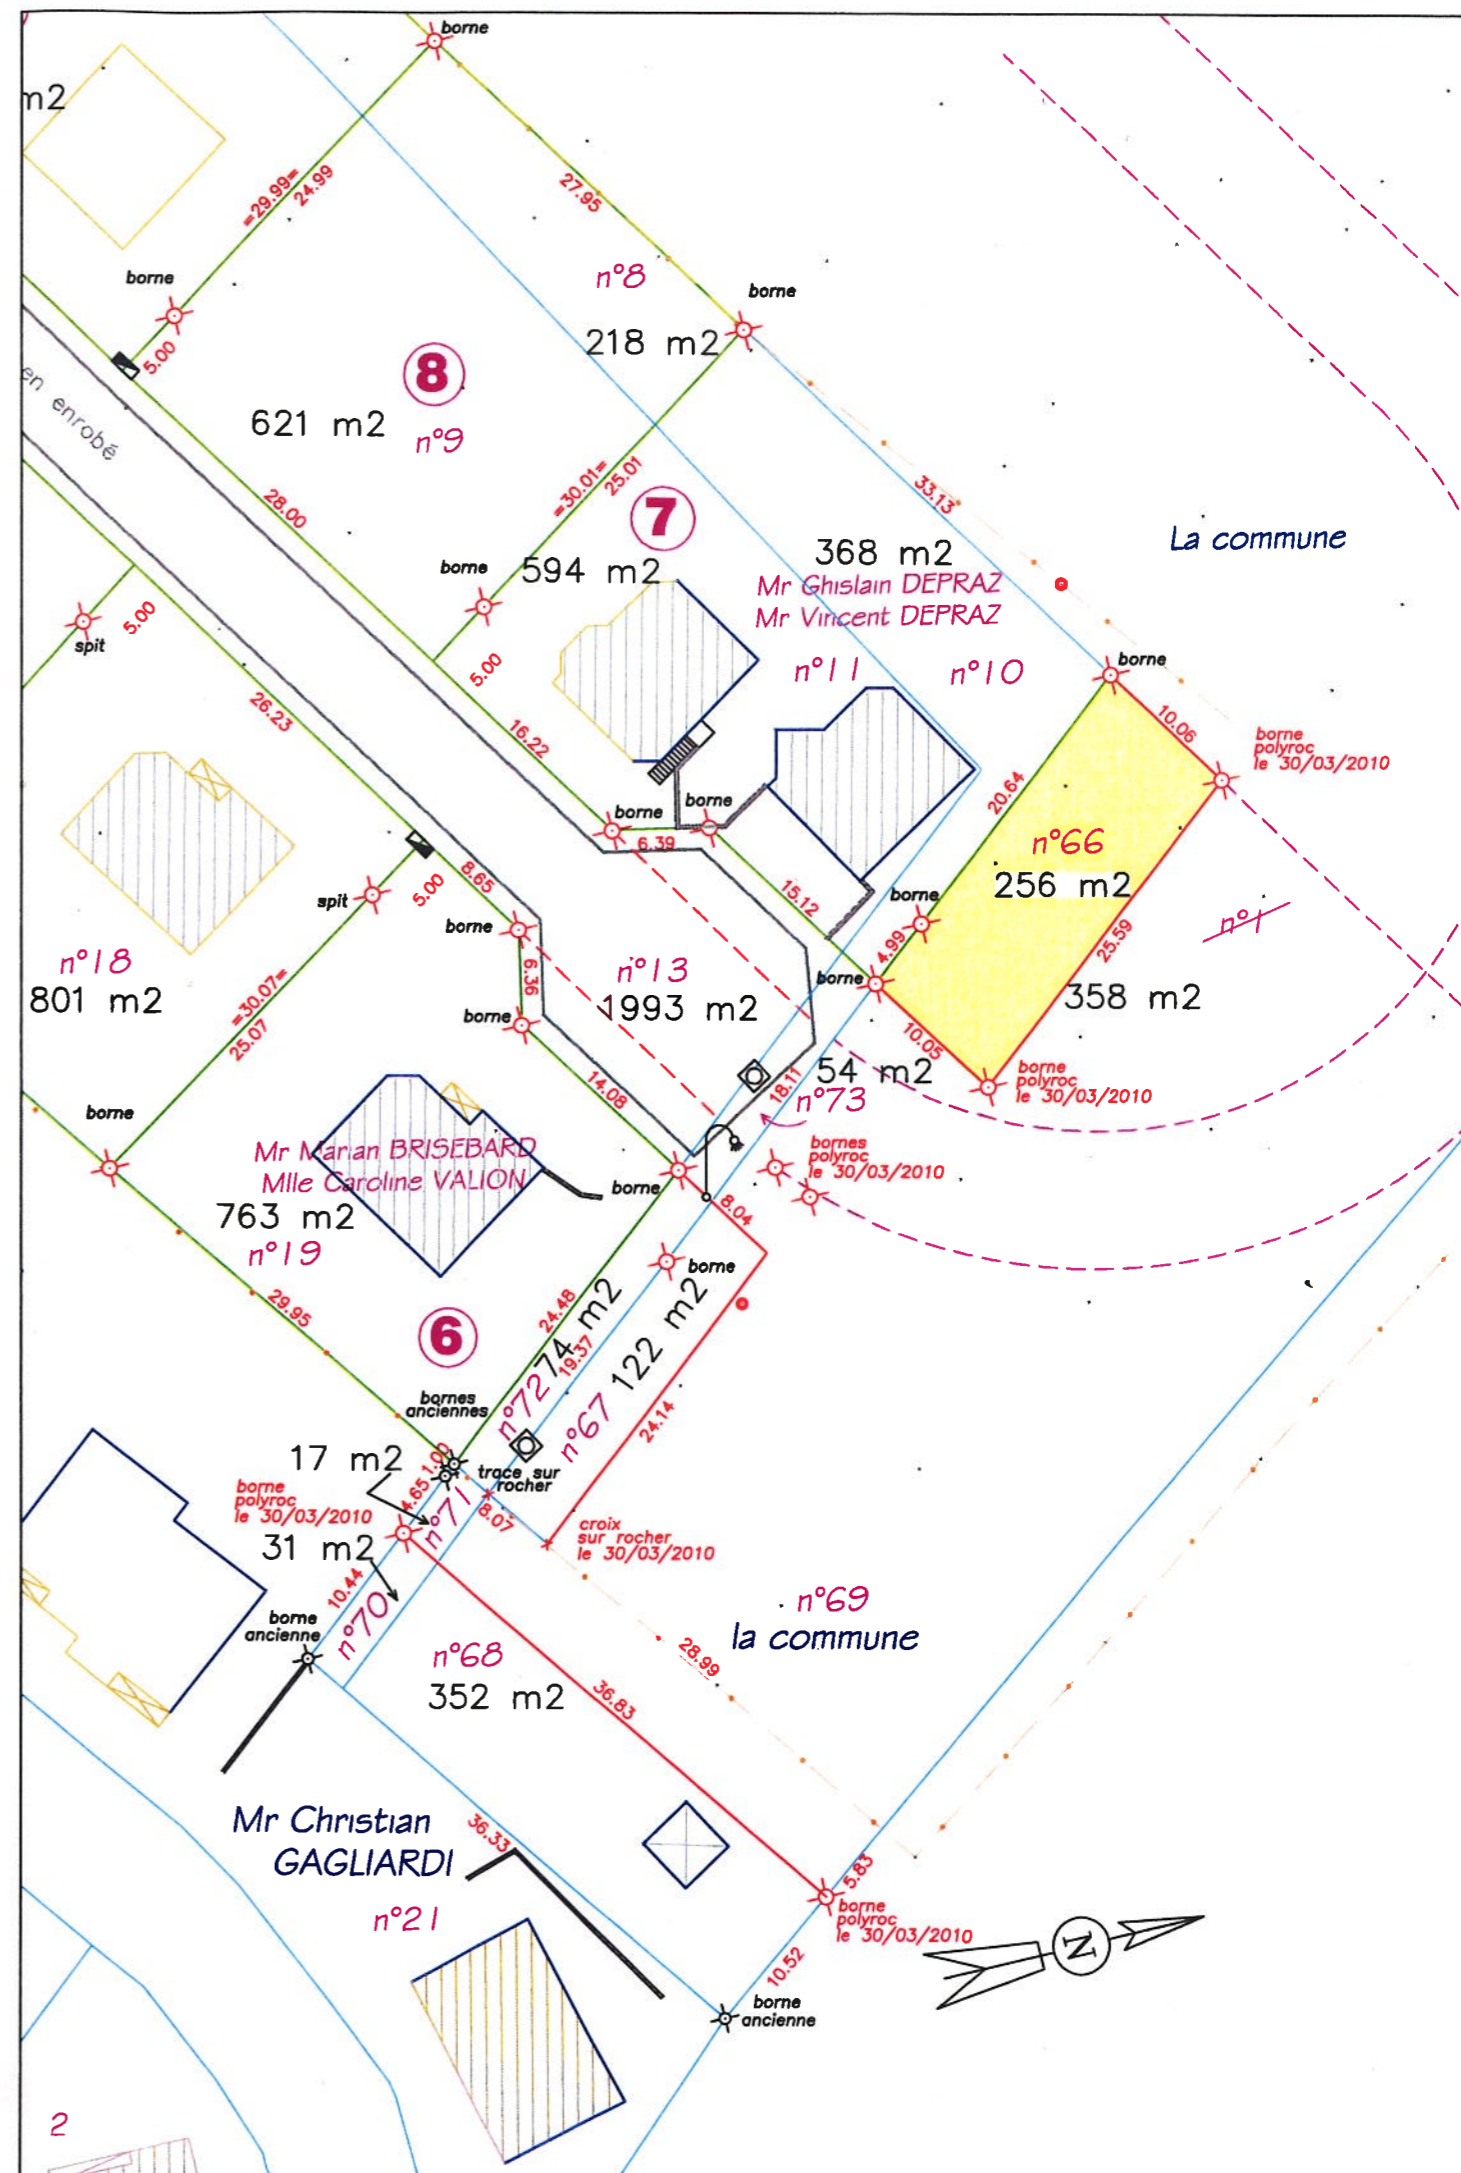 borne
m2
27.95
=29.99=
24.99
borne
n°8
borne
218 m2
5.00
8
621 m2
n°9
en enrobé
=30.01=
25.01
7
33.13
28.00
La commune
368 m2
borne
594 m2
Mr Ghislain DEPRAZ
Mr Vincent DEPRAZ
5.00
spit
5.00
n°11
n°10
borne
26.23
16.22
10.06
borne
polyroc
le 30/03/2010
20.64
borne
borne
6.39
n°66
256 m2
8.65
5.00
15.12
spit
borne
borne
n°1
4.99
25.59
n°18
801 m2
6.36
n°13
1993 m2
borne
358 m2
=30.07=
25.07
borne
10.05
14.08
18.11
54 m2
n°73
borne
polyroc
le 30/03/2010
borne
Mr Marian BRISEBARD
Mlle Caroline VALION
bornes
polyroc
le 30/03/2010
borne
763 m2
n°19
8.04
borne
29.95
6
24.48
74 m2
19.37
122 m2
n°72
n°67
24.14
bornes
anciennes
17 m2
1.00
trace sur
rocher
4.65
n°71
8.07
borne
polyroc
le 30/03/2010
31 m2
croix
sur rocher
le 30/03/2010
10.44
n°70
borne
ancienne
n°69
la commune
n°68
352 m2
28.99
36.83
Mr Christian
GAGLIARDI
36.33
n°21
5.83
borne
polyroc
le 30/03/2010
N
10.52
borne
ancienne
2